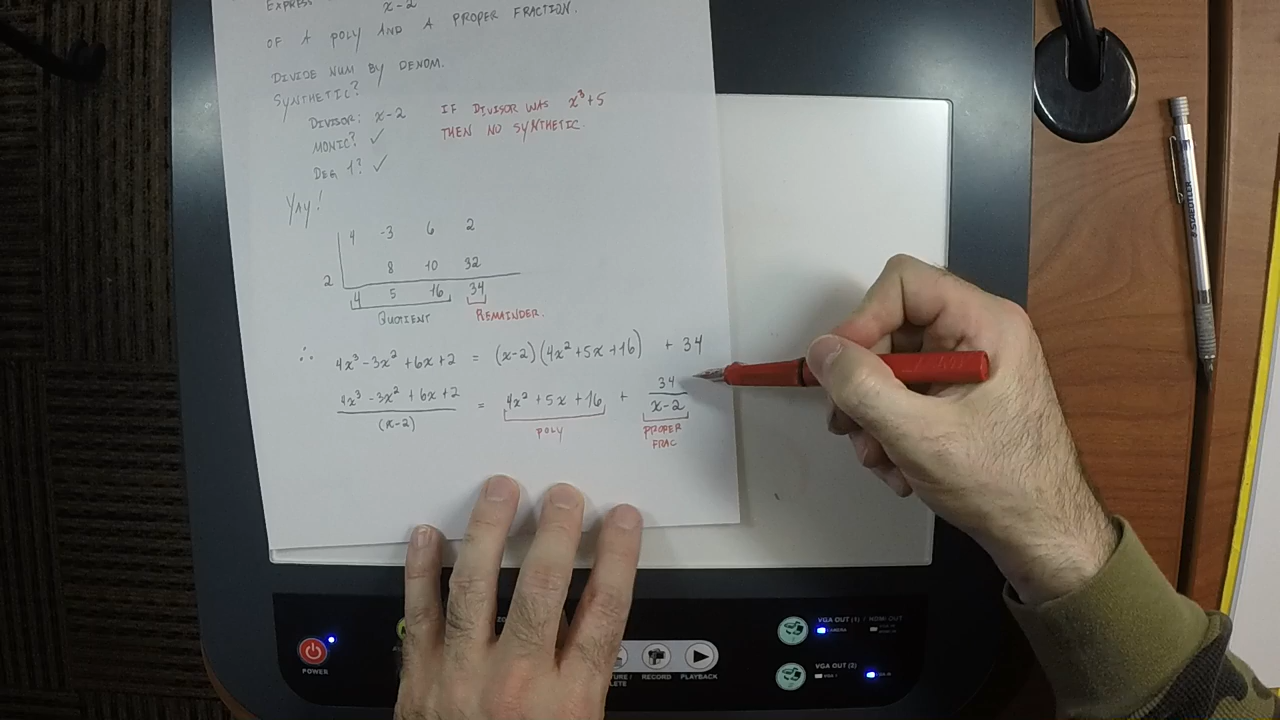 EXPRESS
x-2
OF A POLY AND A PROPER FRACTION.
DIVIDE NUM BY DENOM.
SYNTHETIC?
DIVISOR: x-2
MONIC? ✓
DEG 1? ✓
IF DIVISOR WAS x³+5
THEN NO SYNTHETIC.
YAY!
4 -3 6 2
8 10 32
2
4 5 16 34
QUOTIENT
REMAINDER.
∴ 4x³-3x²+6x+2 = (x-2)(4x²+5x+16) + 34
4x³-3x²+6x+2 / (x-2) = 4x²+5x+16 + 34 / x-2
POLY
PROPER
FRAC
STAEDTLER
POWER
RECORD
PLAYBACK
VGA OUT (1)
VGA OUT (2)